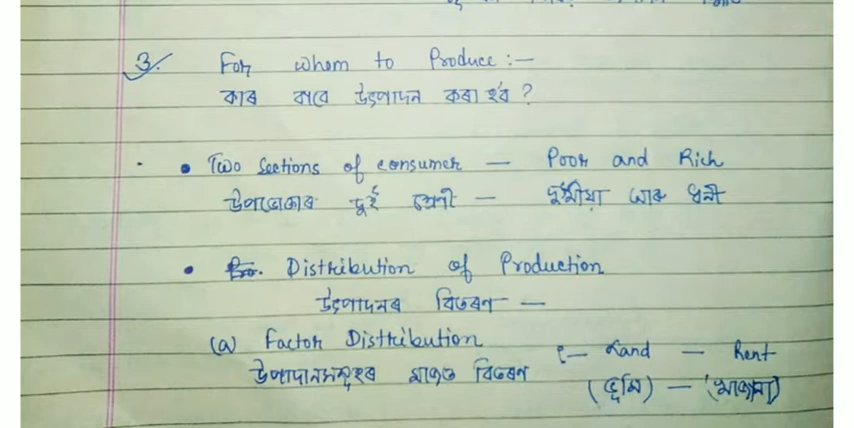 3. For whom to Produce :-
কাৰ বাবে উৎপাদন কৰা হ'ব ?
• Two Sections of consumer — Poor and Rich
উপভোক্তাৰ দুই শ্ৰেণী — দুখীয়া আৰু ধনী
• Distribution of Production
উৎপাদনৰ বিতৰণ —
(a) Factor Distribution
উপাদানসমূহৰ মাজত বিতৰণ
Land — Rent
(ভূমি) — (খাজনা)